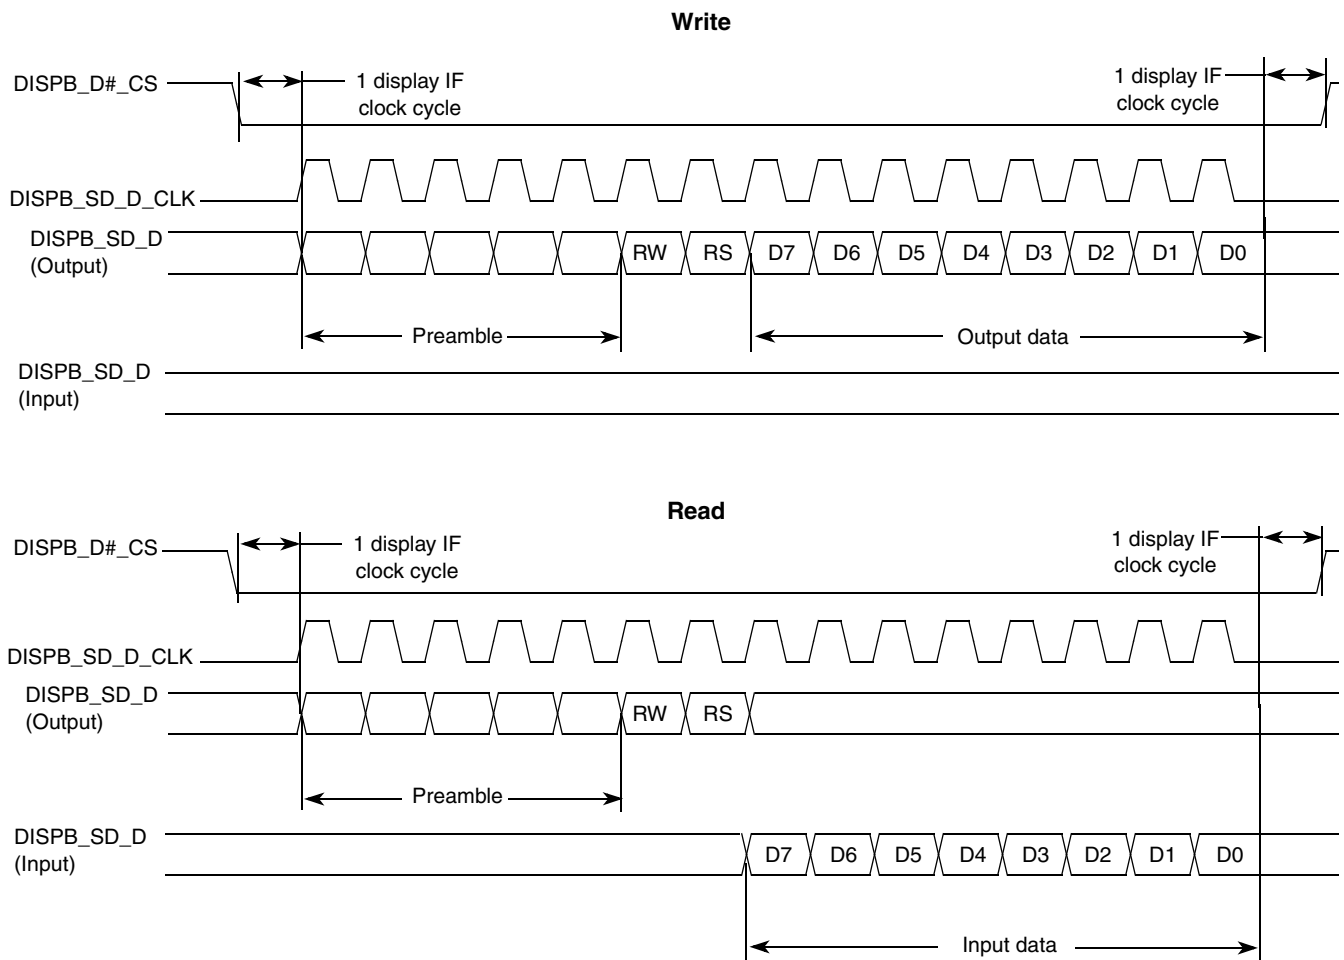 Write
DISPB_D#_CS
1 display IF
clock cycle
1 display IF
clock cycle
DISPB_SD_D_CLK
DISPB_SD_D
(Output)
RW RS D7 D6 D5 D4 D3 D2 D1 D0
Preamble
Output data
DISPB_SD_D
(Input)
Read
DISPB_D#_CS
1 display IF
clock cycle
1 display IF
clock cycle
DISPB_SD_D_CLK
DISPB_SD_D
(Output)
RW RS
Preamble
DISPB_SD_D
(Input)
D7 D6 D5 D4 D3 D2 D1 D0
Input data